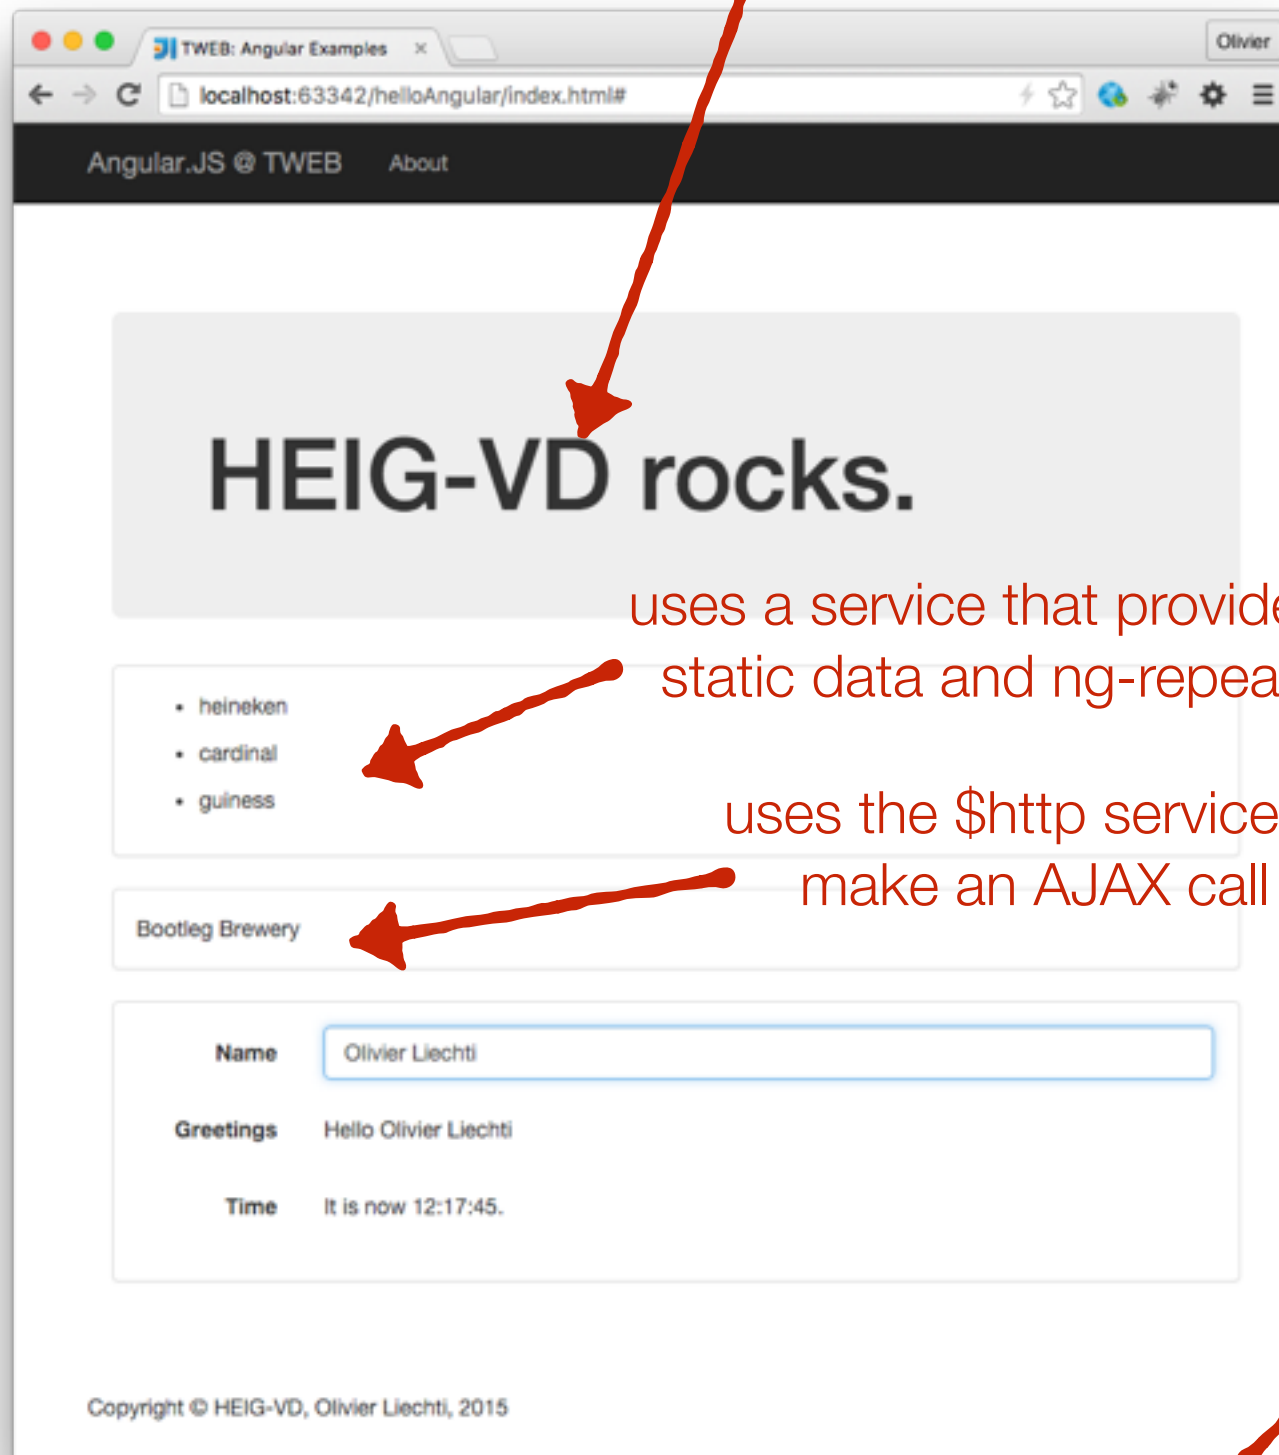 TWEB: Angular Examples
Olivier
localhost:63342/helloAngular/index.html#
Angular.JS @ TWEB About
HEIG-VD rocks.
uses a service that provide
static data and ng-repea
• heineken
• cardinal
• guiness
uses the $http service
make an AJAX call
Bootleg Brewery
Name Olivier Liechti
Greetings Hello Olivier Liechti
Time It is now 12:17:45.
Copyright © HEIG-VD, Olivier Liechti, 2015